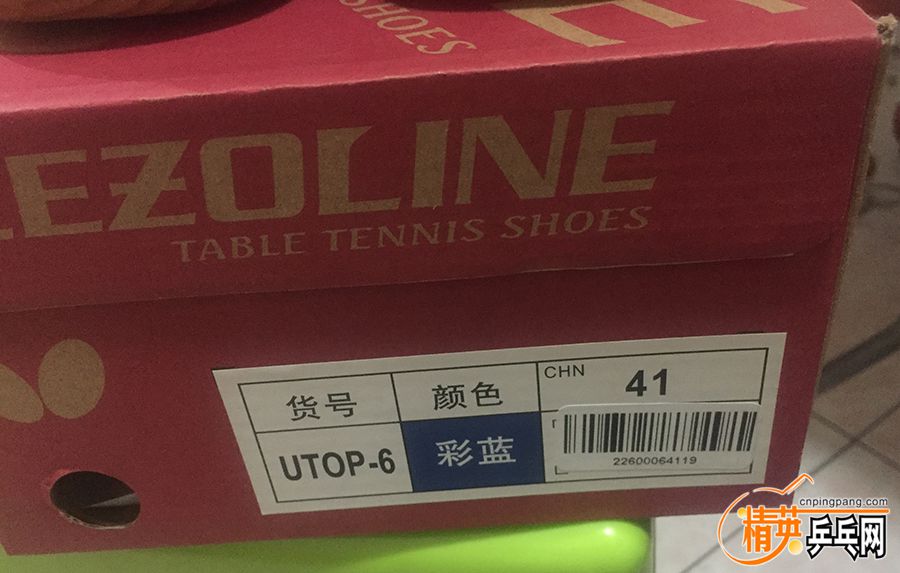 SHOES
LEZOLINE
TABLE TENNIS SHOES
货号 颜色 CHN 41
UTOP-6 彩蓝
22600064119
cnpingpang.com
精英乒乓网